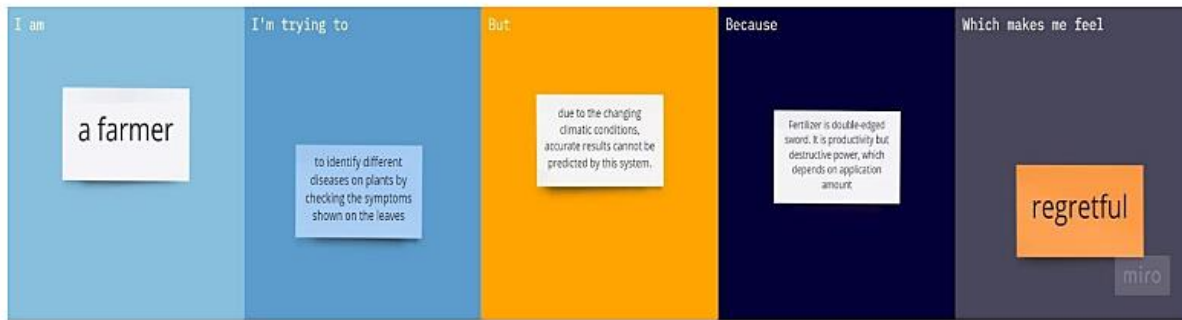 I am
a farmer
I'm trying to
to identify different
diseases on plants by
checking the symptoms
shown on the leaves
But
due to the changing
climatic conditions,
accurate results cannot be
predicted by this system.
Because
Fertilizer is double-edged
sword. It is productivity but
destructive power, which
depends on application
amount
Which makes me feel
regretful
miro